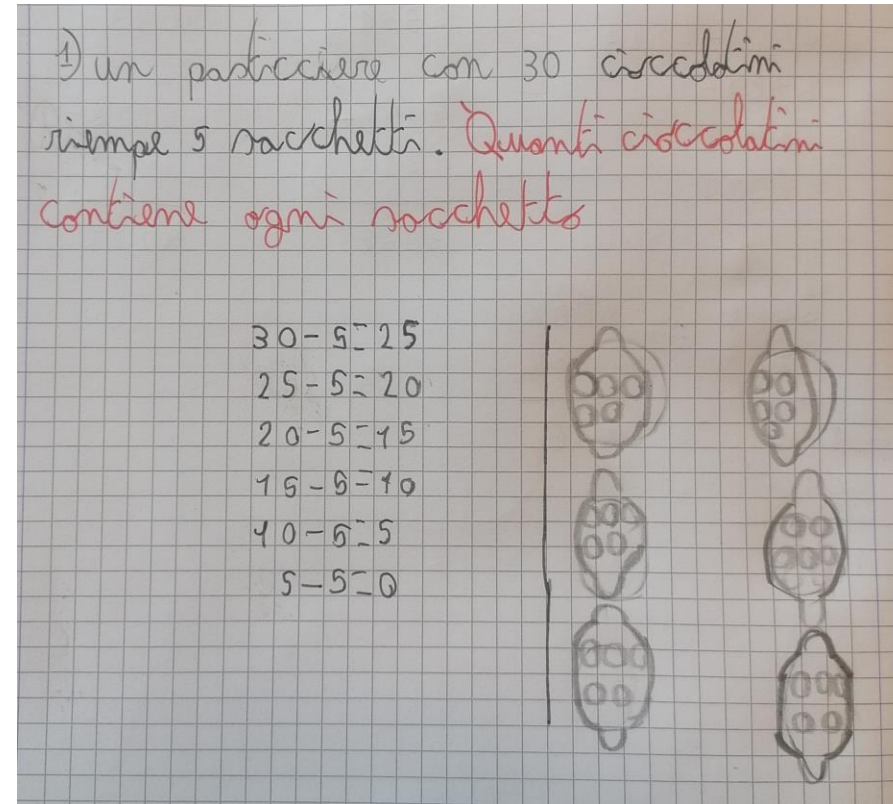 1) un pasticciere con 30 cioccolatini
riempe 5 sacchetti. Quanti cioccolatini
contiene ogni sacchetto
30-5=25
25-5=20
20-5=15
15-5=10
10-5=5
5-5=0